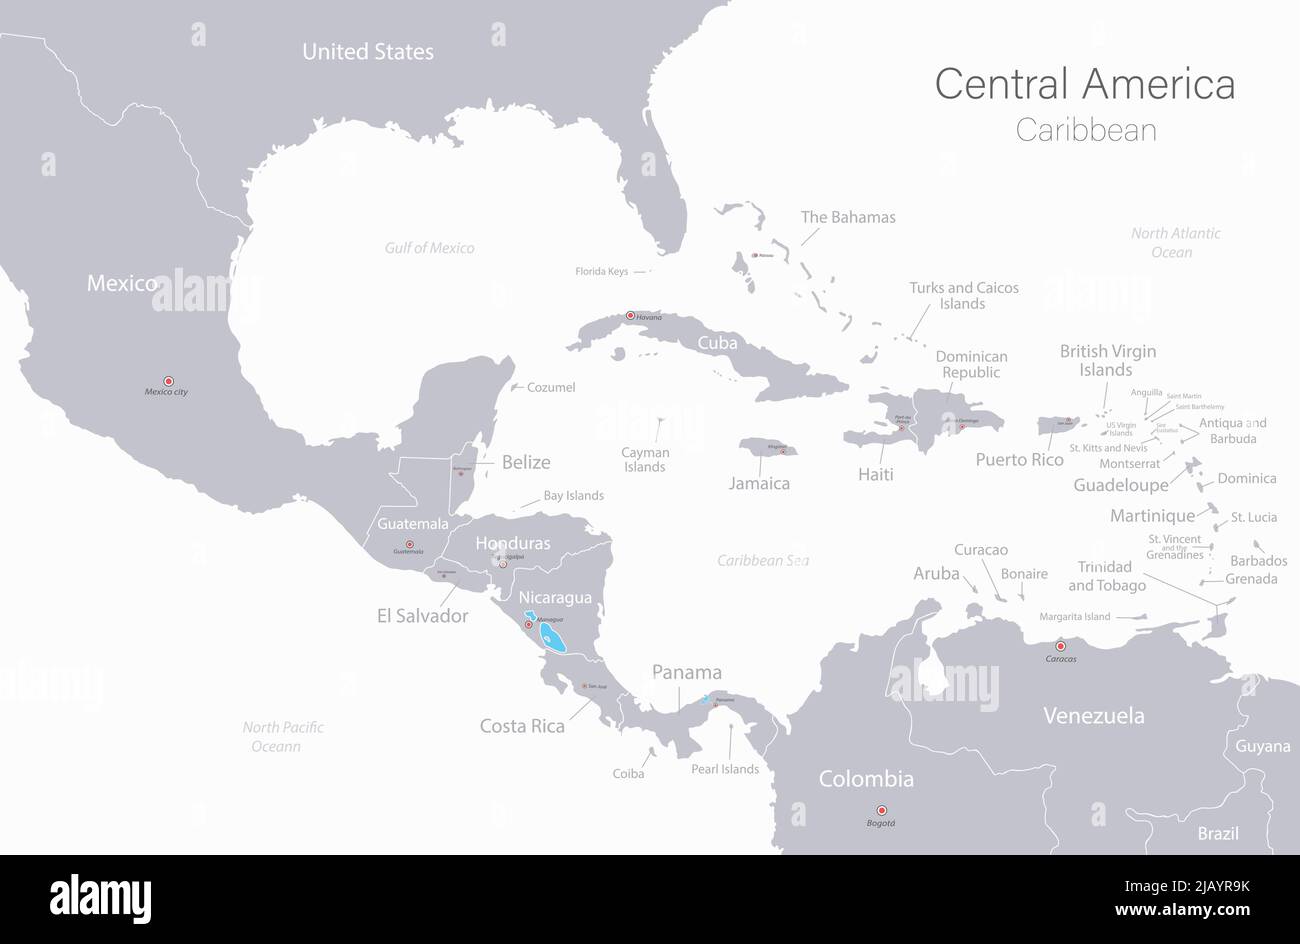 United States
Central America
Caribbean
The Bahamas
North Atlantic
Ocean
Gulf of Mexico
Nassau
Florida Keys
Mexico
Turks and Caicos
Islands
Havana
Cuba
British Virgin
Islands
Dominican
Republic
Mexico city
Cozumel
Anguilla
Saint Martin
Saint Barthelemy
Port-au
Prince
Santo Domingo
San Juan
US Virgin
Islands
Sint
Eustatius
Antiqua and
Barbuda
Cayman
Islands
Kingston
St. Kitts and Nevis
Belize
Belmopan
Jamaica
Haiti
Puerto Rico
Montserrat
Guadeloupe
Dominica
Bay Islands
Martinique
St. Lucia
Guatemala
Guatemala
Honduras
Tegucigalpa
Caribbean Sea
Curacao
St. Vincent
and the
Grenadines
Barbados
Aruba
Bonaire
Trinidad
and Tobago
Grenada
Nicaragua
El Salvador
Managua
Margarita Island
Caracas
Panama
San José
Panama
Costa Rica
Venezuela
North Pacific
Oceann
Coiba
Pearl Islands
Guyana
Colombia
Bogotá
Brazil
a
alamy
alamy
Image ID: 2JAYR9K
www.alamy.com